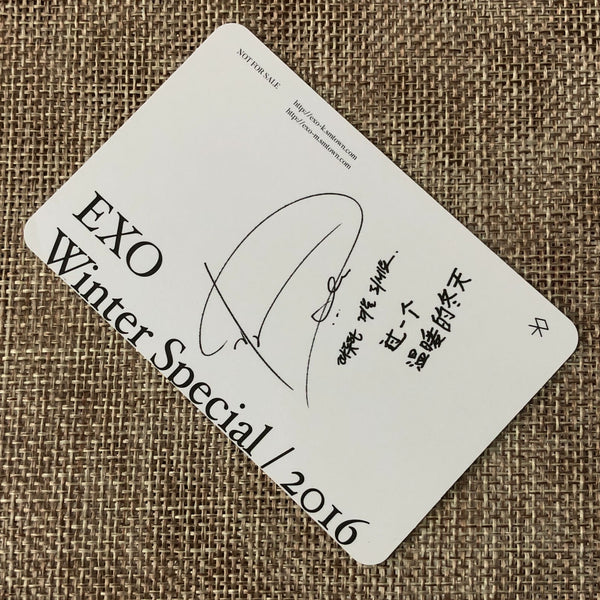 NOT FOR SALE
http://exo-k.smtown.com
http://exo-m.smtown.com
过一个
温暖的冬天
EXO
Winter Special / 2016